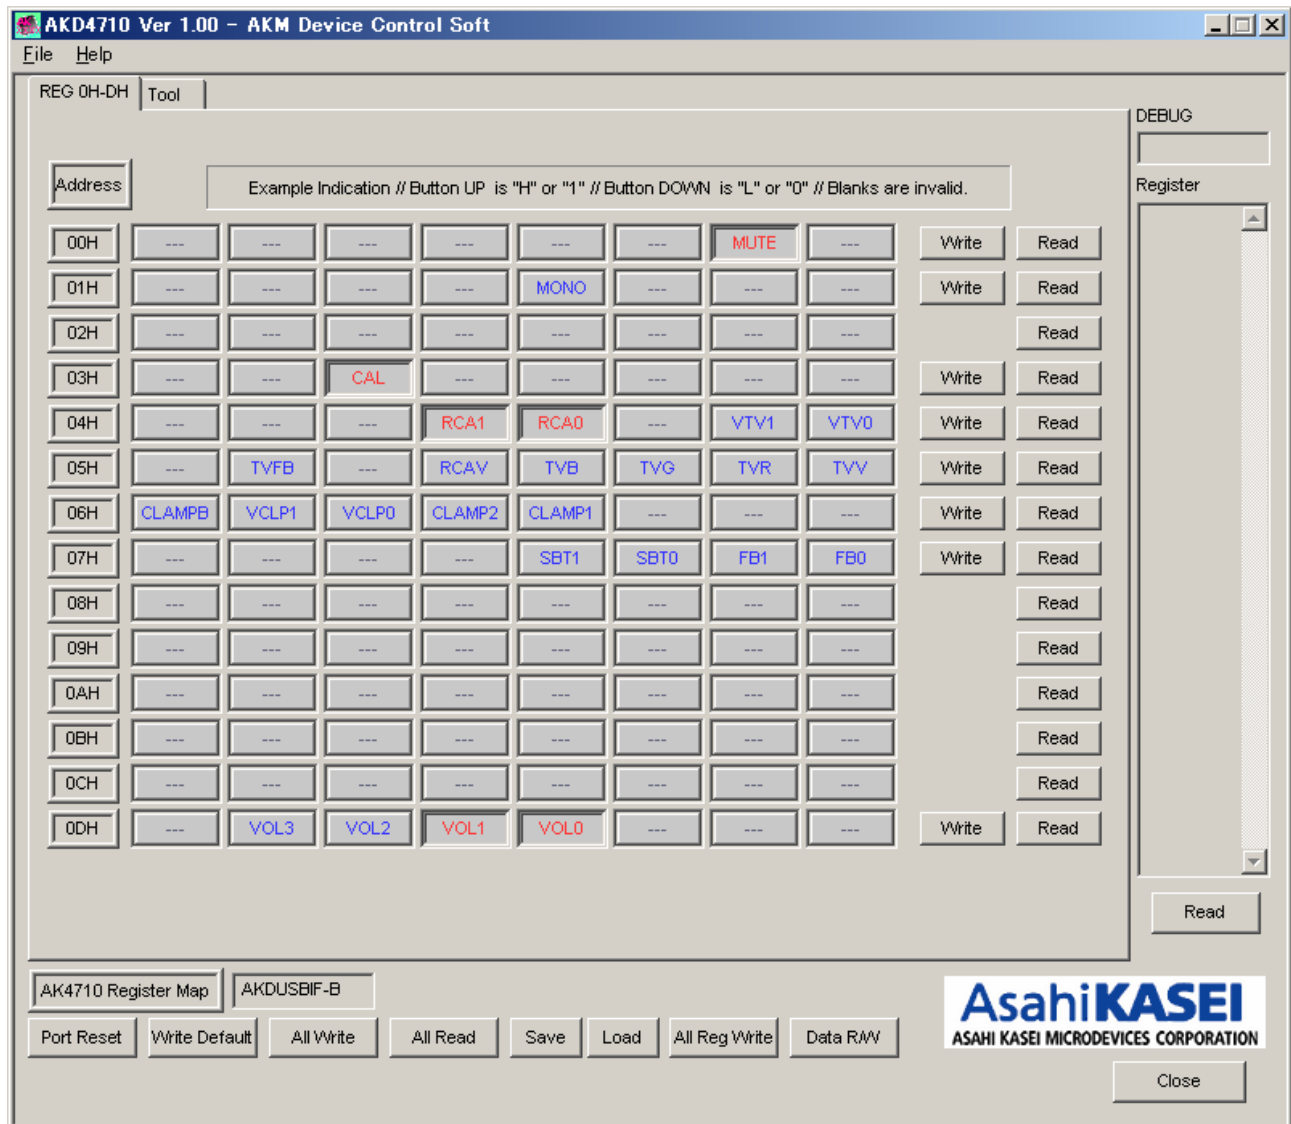 AKD4710 Ver 1.00 - AKM Device Control Soft
File Help
REG 0H-DH Tool
DEBUG
Address Example Indication // Button UP is "H" or "1" // Button DOWN is "L" or "0" // Blanks are invalid.
Register
00H --- --- --- --- --- --- MUTE --- Write Read
01H --- --- --- --- MONO --- --- --- Write Read
02H --- --- --- --- --- --- --- --- Read
03H --- --- CAL --- --- --- --- --- Write Read
04H --- --- --- RCA1 RCA0 --- VTV1 VTV0 Write Read
05H --- TVFB --- RCAV TVB TVG TVR TVV Write Read
06H CLAMPB VCLP1 VCLP0 CLAMP2 CLAMP1 --- --- --- Write Read
07H --- --- --- --- SBT1 SBT0 FB1 FB0 Write Read
08H --- --- --- --- --- --- --- --- Read
09H --- --- --- --- --- --- --- --- Read
0AH --- --- --- --- --- --- --- --- Read
0BH --- --- --- --- --- --- --- --- Read
0CH --- --- --- --- --- --- --- --- Read
0DH --- VOL3 VOL2 VOL1 VOL0 --- --- --- Write Read
Read
AK4710 Register Map AKDUSBIF-B
AsahiKASEI
ASAHI KASEI MICRODEVICES CORPORATION
Port Reset Write Default All Write All Read Save Load All Reg Write Data R/W
Close